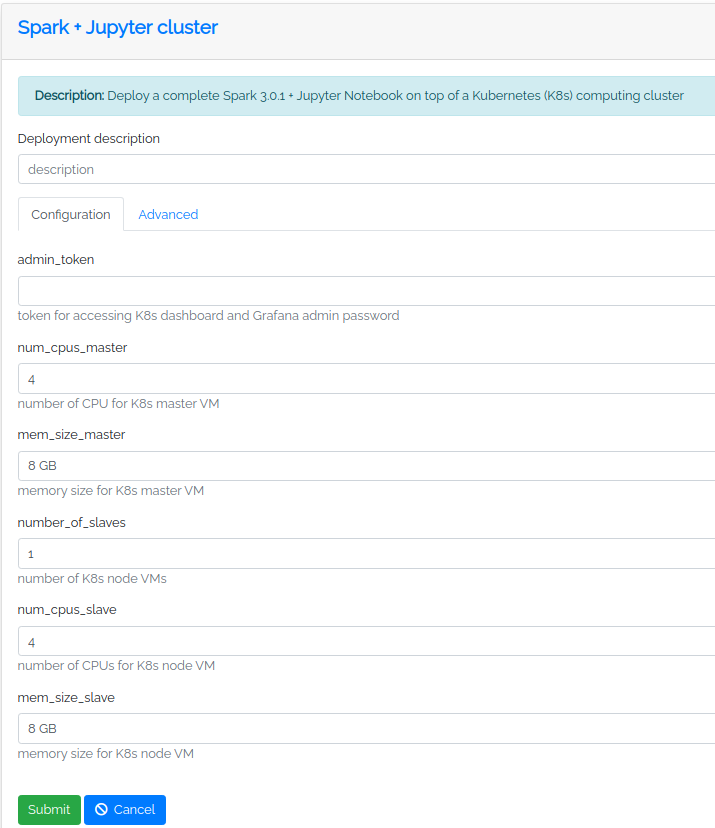 Spark + Jupyter cluster
Description: Deploy a complete Spark 3.0.1 + Jupyter Notebook on top of a Kubernetes (K8s) computing cluster
Deployment description
description
Configuration
Advanced
admin_token
token for accessing K8s dashboard and Grafana admin password
num_cpus_master
4
number of CPU for K8s master VM
mem_size_master
8 GB
memory size for K8s master VM
number_of_slaves
1
number of K8s node VMs
num_cpus_slave
4
number of CPUs for K8s node VM
mem_size_slave
8 GB
memory size for K8s node VM
Submit
Cancel